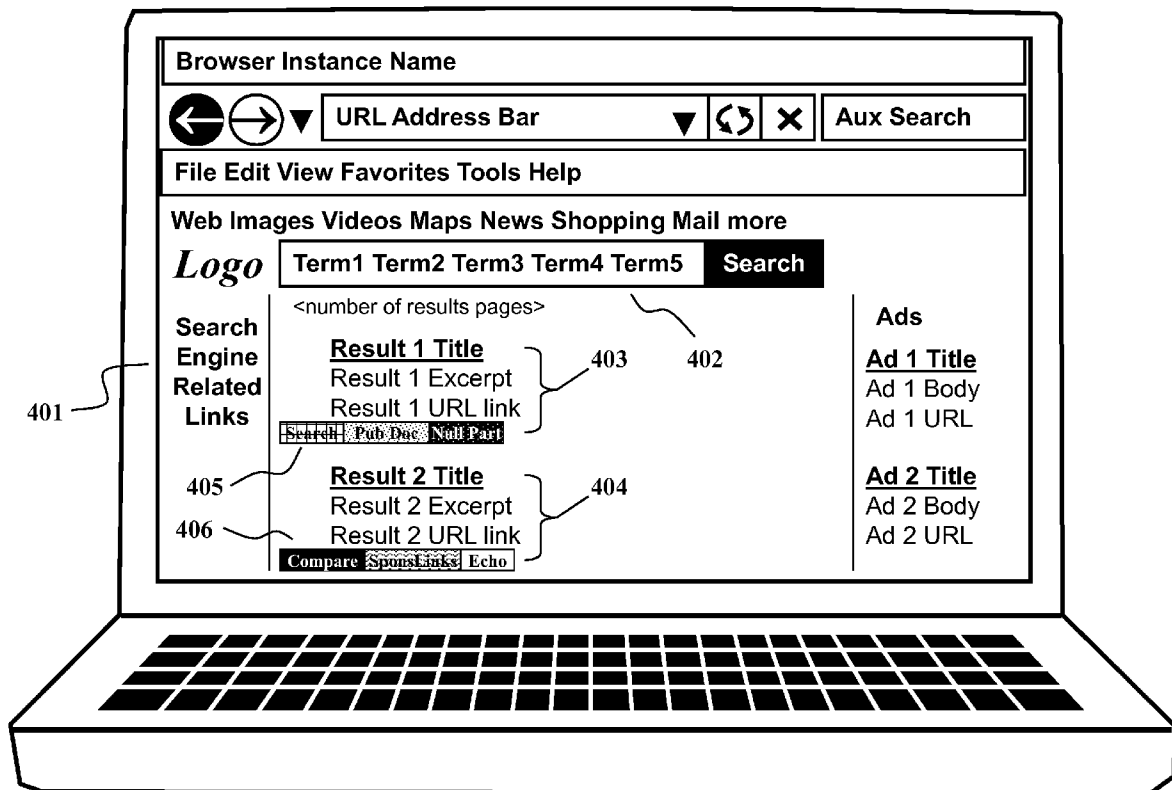 Browser Instance Name
URL Address Bar
Aux Search
File Edit View Favorites Tools Help
Web Images Videos Maps News Shopping Mail more
Logo
Term1 Term2 Term3 Term4 Term5
Search
<number of results pages>
402
Search
Engine
Related
Links
401
Result 1 Title
Result 1 Excerpt
Result 1 URL link
403
Search Pub Doc Null Part
405
Result 2 Title
Result 2 Excerpt
Result 2 URL link
404
406
Compare SponsLinks Echo
Ads
Ad 1 Title
Ad 1 Body
Ad 1 URL
Ad 2 Title
Ad 2 Body
Ad 2 URL